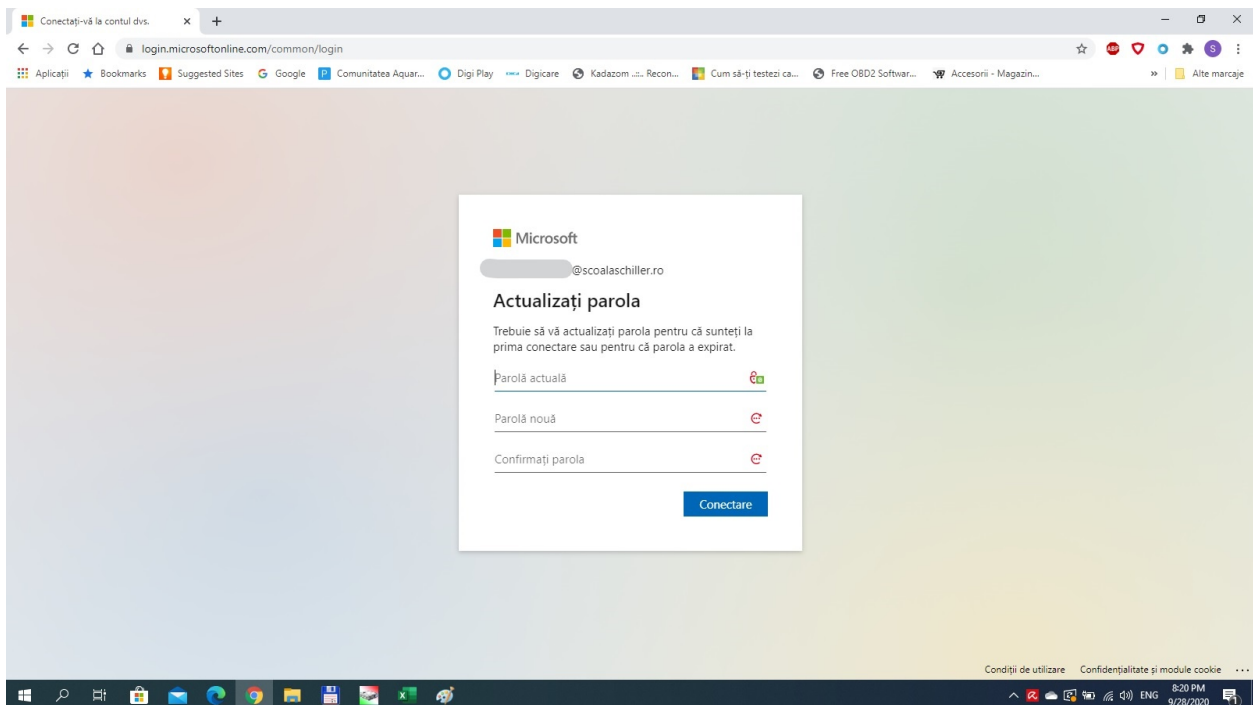 Conectați-vă la contul dvs.
login.microsoftonline.com/common/login
ABP
S
Aplicații Bookmarks Suggested Sites G Google P Comunitatea Aquar... Digi Play Digicare Kadazom ..::.. Recon... Cum să-ți testezi ca... Free OBD2 Softwar... Accesorii - Magazin... » Alte marcaje
Microsoft
@scoalaschiller.ro
Actualizați parola
Trebuie să vă actualizați parola pentru că sunteți la
prima conectare sau pentru că parola a expirat.
Parolă actuală
Parolă nouă
Confirmați parola
Conectare
Condiții de utilizare Confidențialitate și module cookie ...
ENG 8:20 PM
9/28/2020